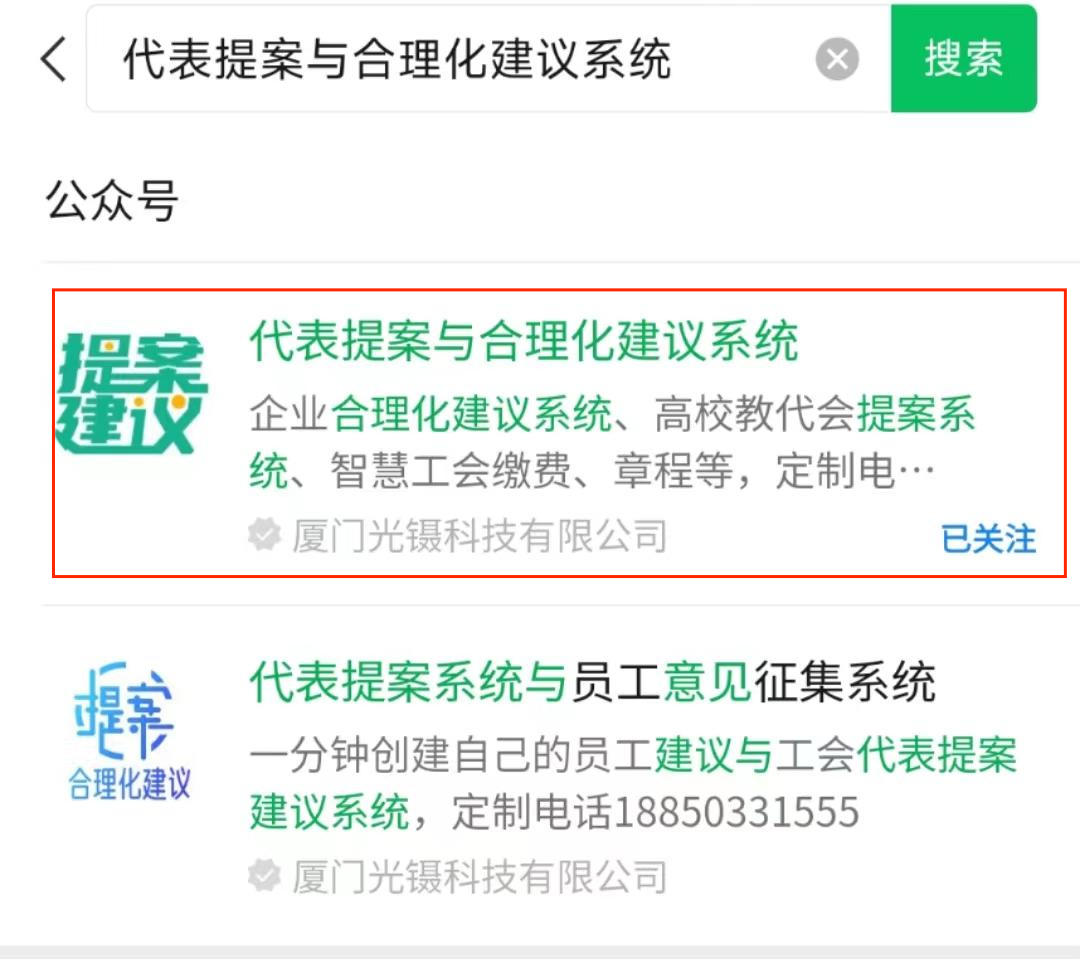 代表提案与合理化建议系统
搜索
公众号
提案
建议
代表提案与合理化建议系统
企业合理化建议系统、高校教代会提案系
统、智慧工会缴费、章程等，定制电…
厦门光镊科技有限公司
已关注
提案
合理化建议
代表提案系统与员工意见征集系统
一分钟创建自己的员工建议与工会代表提案
建议系统，定制电话18850331555
厦门光镊科技有限公司